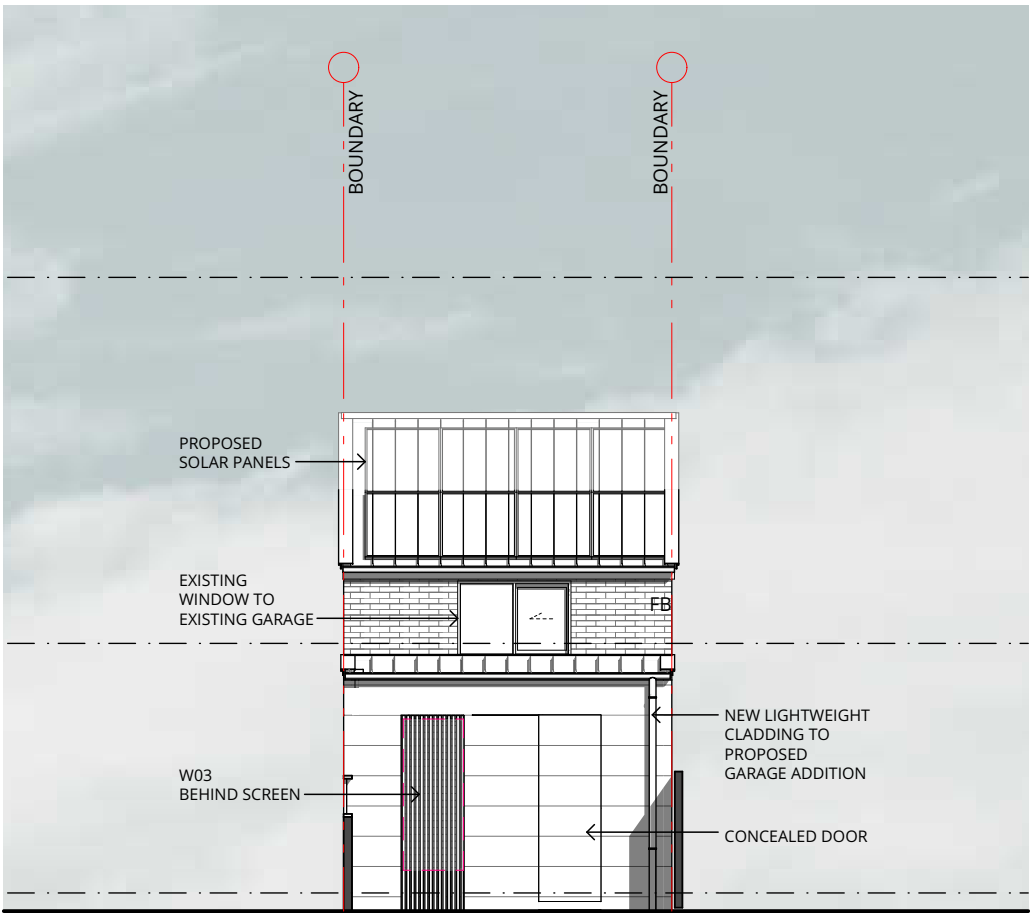 BOUNDARY
BOUNDARY
PROPOSED
SOLAR PANELS
EXISTING
WINDOW TO
EXISTING GARAGE
FB
NEW LIGHTWEIGHT
CLADDING TO
PROPOSED
GARAGE ADDITION
W03
BEHIND SCREEN
CONCEALED DOOR